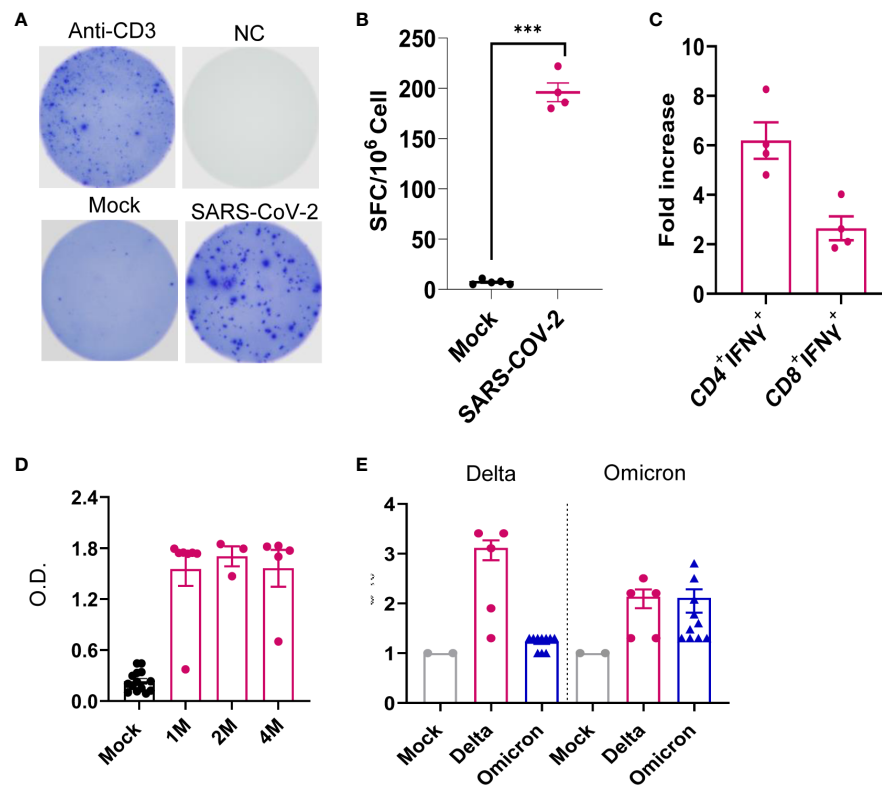 A
Anti-CD3
NC
Mock
SARS-CoV-2
B
***
250
200
150
100
50
0
SFC/10⁶ Cell
Mock
SARS-COV-2
C
10
8
6
4
2
0
Fold increase
CD4⁺IFNγ⁺
CD8⁺IFNγ⁺
D
2.4
1.8
1.2
0.6
0.0
O.D.
Mock
1M
2M
4M
E
Delta
Omicron
4
3
2
1
0
Mock
Delta
Omicron
Mock
Delta
Omicron